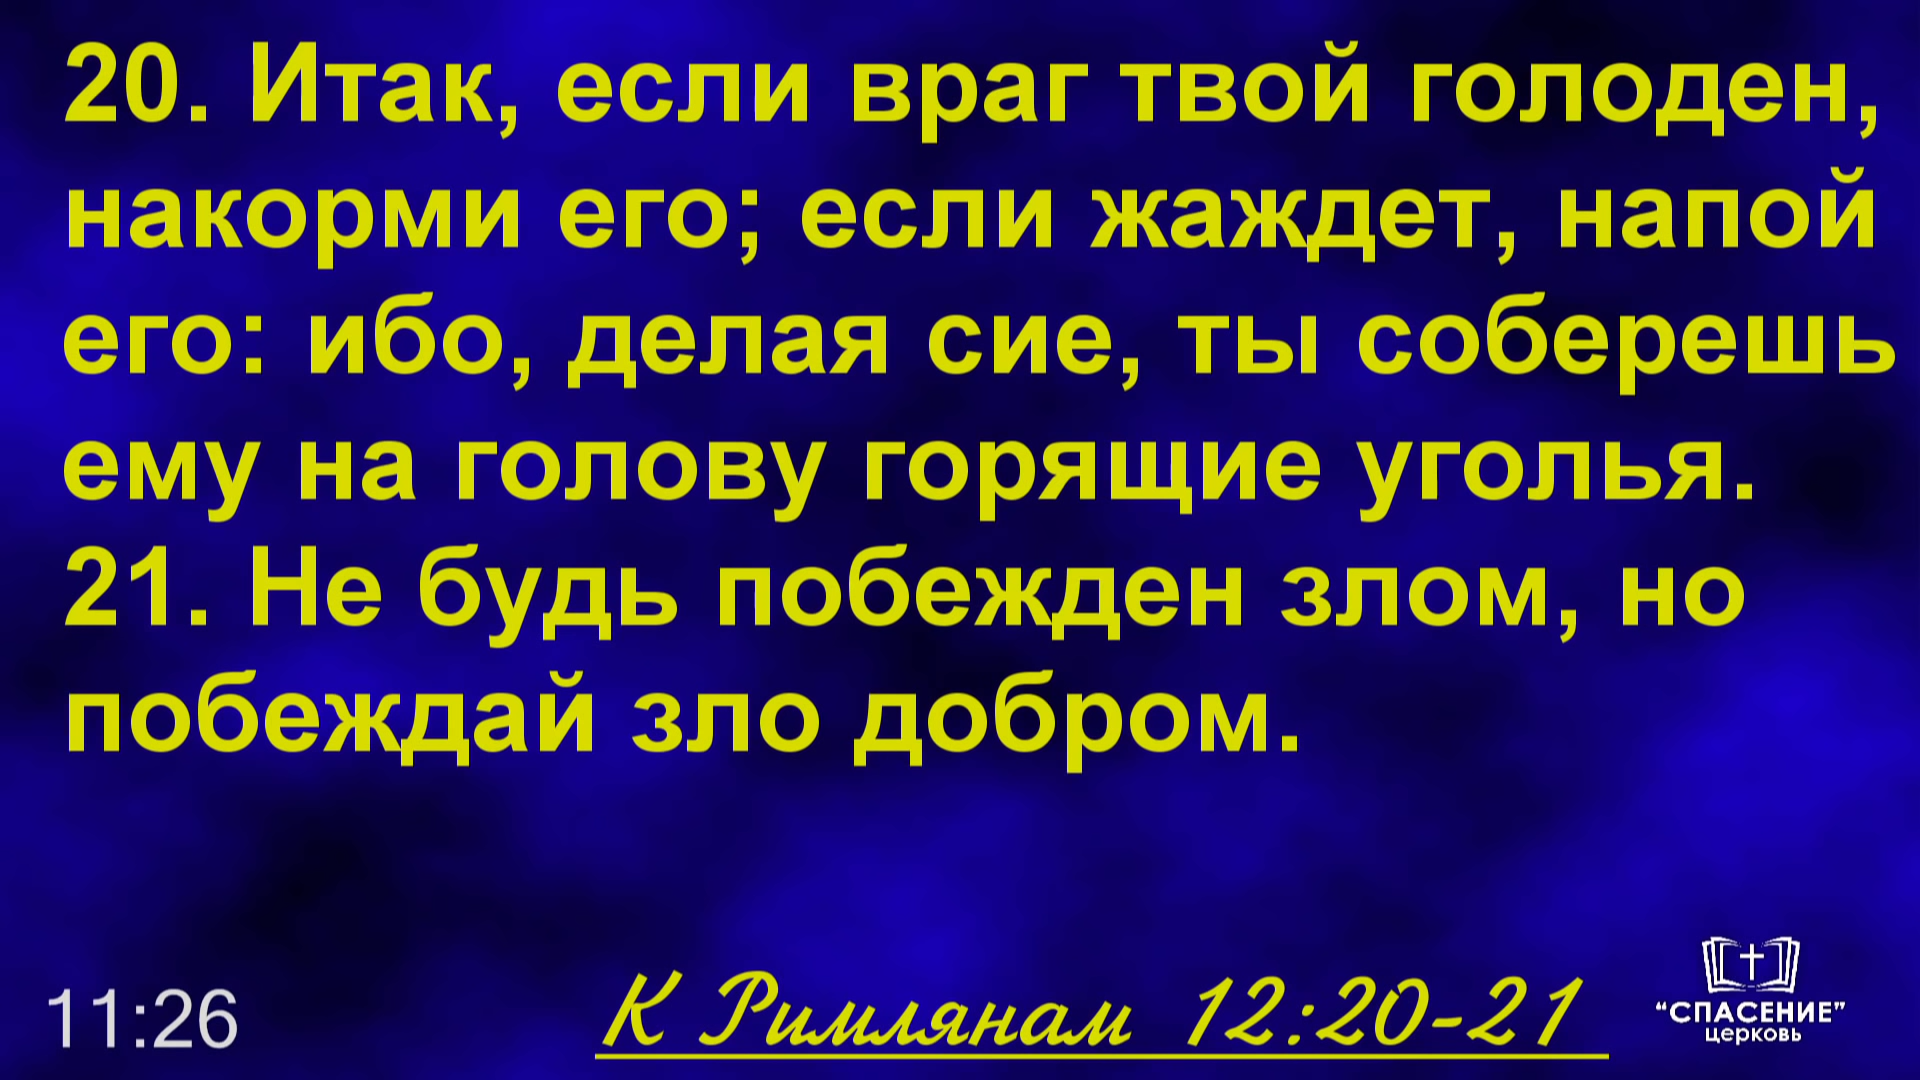 20. Итак, если враг твой голоден,
накорми его; если жаждет, напой
его: ибо, делая сие, ты соберешь
ему на голову горящие уголья.
21. Не будь побежден злом, но
побеждай зло добром.
11:26
К Римлянам 12:20-21
“СПАСЕНИЕ”
церковь